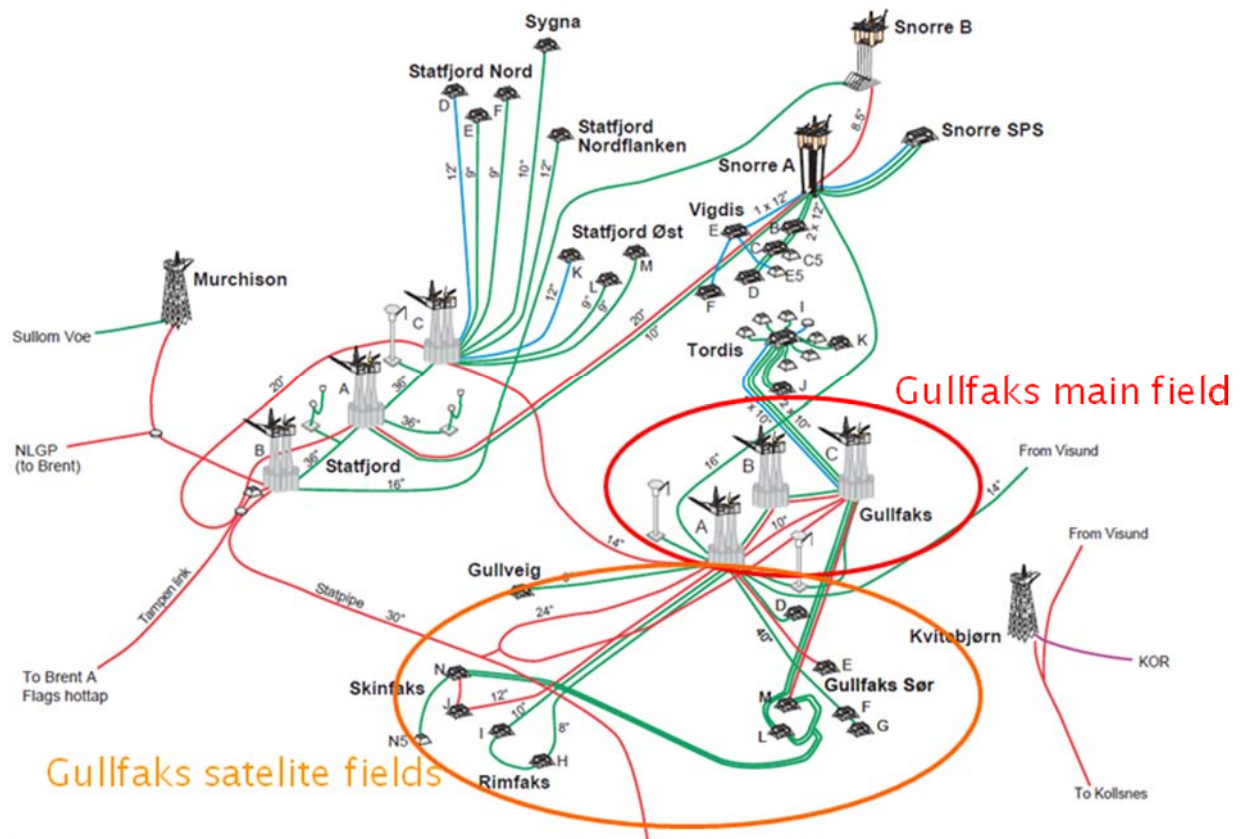 Sygna
Snorre B
Statfjord Nord
D
F
E
Statfjord
Nordflanken
8.5"
Snorre SPS
Snorre A
12"
9"
9"
10"
12"
1 x 12"
2 x 12"
Vigdis
E
B
C
C5
E5
D
F
Statfjord Øst
K
M
L
12"
9"
9"
Murchison
Sullom Voe
C
20"
10"
I
Tordis
K
J
20"
A
36"
36"
NLGP
(to Brent)
B
36"
Statfjord
16"
Gullfaks main field
x 10"
2 x 10"
16"
B
C
From Visund
14"
A
10"
Gullfaks
14"
From Visund
Tampen link
Statpipe
30"
Gullveig
24"
D
40"
Kvitebjørn
KOR
To Brent A
Flags hottap
N
Skinfaks
J
12"
E
Gullfaks Sør
M
F
L
G
N5
I
10"
8"
H
Rimfaks
Gullfaks satelite fields
To Kollsnes